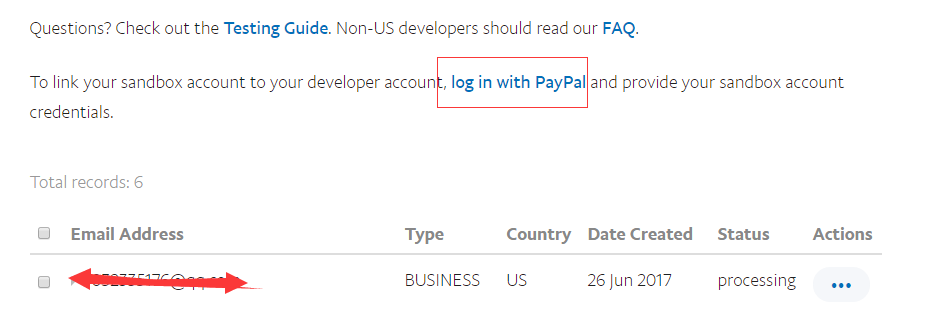 Questions? Check out the Testing Guide. Non-US developers should read our FAQ.
To link your sandbox account to your developer account, log in with PayPal and provide your sandbox account
credentials.
Total records: 6
Email Address Type Country Date Created Status Actions
BUSINESS US 26 Jun 2017 processing